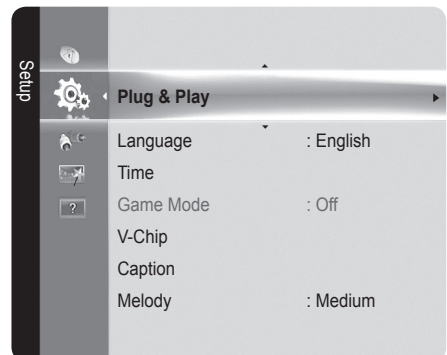 Setup
Plug & Play
Language : English
Time
Game Mode : Off
V-Chip
Caption
Melody : Medium
?